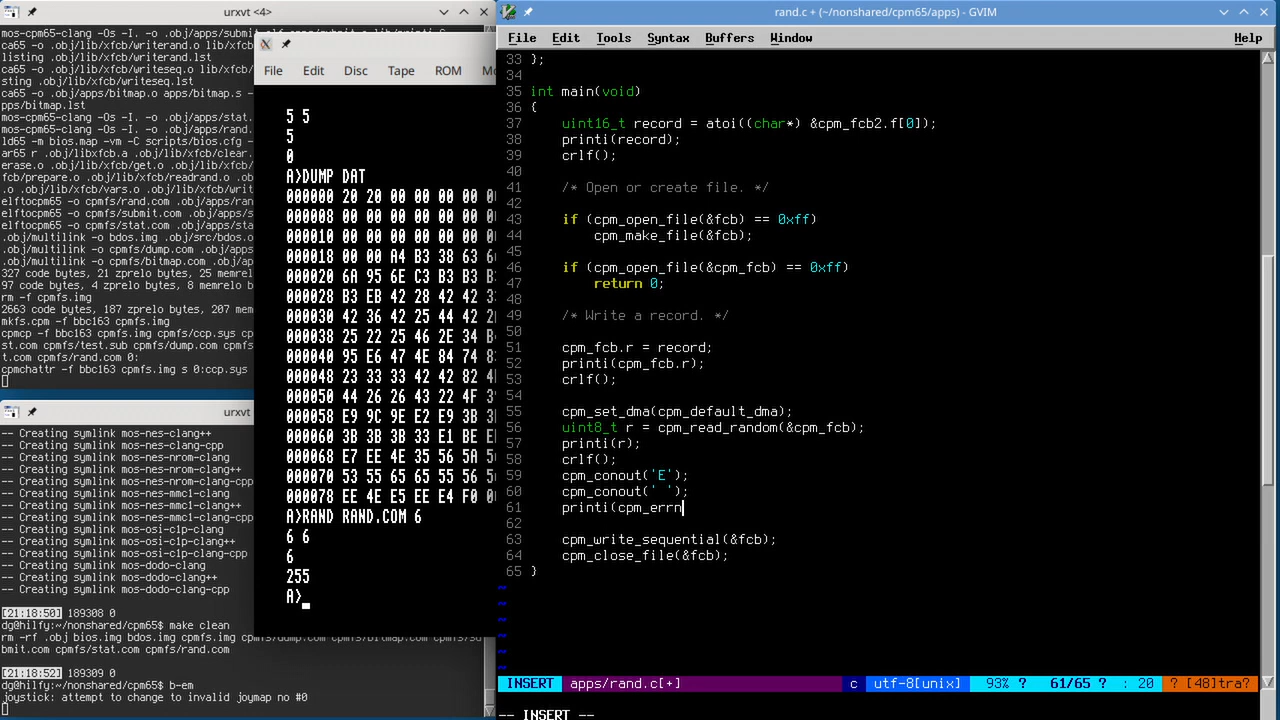 urxvt <4>
mos-cpm65-clang -Os -I. -o .obj/apps/submit
ca65 -o .obj/lib/xfcb/writerand.o lib/xfcb/
listing .obj/lib/xfcb/writerand.lst
ca65 -o .obj/lib/xfcb/writeseq.o lib/xfcb/
sting .obj/lib/xfcb/writeseq.lst
ca65 -o .obj/apps/bitmap.o apps/bitmap.s -
pps/bitmap.lst
mos-cpm65-clang -Os -I. -o .obj/apps/stat.
mos-cpm65-clang -Os -I. -o .obj/apps/rand.
ld65 -m bios.map -vm -C scripts/bios.cfg -
ar65 r .obj/libxfcb.a .obj/lib/xfcb/clear.
erase.o .obj/lib/xfcb/get.o .obj/lib/xfcb/
fcb/prepare.o .obj/lib/xfcb/readrand.o .ob
.o .obj/lib/xfcb/vars.o .obj/lib/xfcb/writ
elftocpm65 -o cpmfs/rand.com .obj/apps/ran
elftocpm65 -o cpmfs/submit.com .obj/apps/s
elftocpm65 -o cpmfs/stat.com .obj/apps/sta
.obj/multilink -o bdos.img .obj/src/bdos.o
.obj/multilink -o cpmfs/dump.com .obj/apps
.obj/multilink -o cpmfs/bitmap.com .obj/ap
327 code bytes, 21 zprelo bytes, 25 memrel
97 code bytes, 4 zprelo bytes, 8 memrelo b
rm -f cpmfs.img
2663 code bytes, 187 zprelo bytes, 207 mem
mkfs.cpm -f bbc163 cpmfs.img
cpmcp -f bbc163 cpmfs.img cpmfs/ccp.sys cp
st.com cpmfs/test.sub cpmfs/dump.com cpmfs
t.com cpmfs/rand.com 0:
cpmchattr -f bbc163 cpmfs.img s 0:ccp.sys
urxvt
-- Creating symlink mos-nes-clang++
-- Creating symlink mos-nes-clang-cpp
-- Creating symlink mos-nes-nrom-clang
-- Creating symlink mos-nes-nrom-clang++
-- Creating symlink mos-nes-nrom-clang-cpp
-- Creating symlink mos-nes-mmc1-clang
-- Creating symlink mos-nes-mmc1-clang++
-- Creating symlink mos-nes-mmc1-clang-cpp
-- Creating symlink mos-osi-c1p-clang
-- Creating symlink mos-osi-c1p-clang++
-- Creating symlink mos-osi-c1p-clang-cpp
-- Creating symlink mos-dodo-clang
-- Creating symlink mos-dodo-clang++
-- Creating symlink mos-dodo-clang-cpp
[21:18:50] 189308 0
dg@hilfy:~/nonshared/cpm65$ make clean
rm -rf .obj bios.img bdos.img cpmfs.img cpmfs/dump.com cpmfs/bitmap.com cpmfs/su
bmit.com cpmfs/stat.com cpmfs/rand.com
[21:18:52] 189309 0
dg@hilfy:~/nonshared/cpm65$ b-em
joystick: attempt to change to invalid joymap no #0
File Edit Disc Tape ROM Mo
5 5
5
0
A>DUMP DAT
000000 20 20 00 00 00 00 0
000008 00 00 00 00 00 00 0
000010 00 00 00 00 00 00 0
000018 00 00 A4 B3 38 63 6
000020 6A 95 6E C3 B3 B3 B
000028 B3 EB 42 28 42 42 3
000030 42 36 42 25 44 42 2
000038 25 22 25 46 2E 34 B
000040 95 E6 47 4E 84 74 8
000048 23 33 33 42 42 82 4
000050 44 26 26 43 22 4F 3
000058 E9 9C 9E E2 E9 3B 3
000060 3B 3B 3B 33 E1 BE E
000068 E7 EE 4E 35 56 5A 5
000070 53 55 65 65 55 56 5
000078 EE 4E E5 EE E4 F0 0
A>RAND RAND.COM 6
6 6
6
255
A>
rand.c + (~/nonshared/cpm65/apps) - GVIM
File Edit Tools Syntax Buffers Window Help
33 };
34
35 int main(void)
36 {
37     uint16_t record = atoi((char*) &cpm_fcb2.f[0]);
38     printi(record);
39     crlf();
40
41     /* Open or create file. */
42
43     if (cpm_open_file(&fcb) == 0xff)
44         cpm_make_file(&fcb);
45
46     if (cpm_open_file(&cpm_fcb) == 0xff)
47         return 0;
48
49     /* Write a record. */
50
51     cpm_fcb.r = record;
52     printi(cpm_fcb.r);
53     crlf();
54
55     cpm_set_dma(cpm_default_dma);
56     uint8_t r = cpm_read_random(&cpm_fcb);
57     printi(r);
58     crlf();
59     cpm_conout('E');
60     cpm_conout(' ');
61     printi(cpm_errn
62
63     cpm_write_sequential(&fcb);
64     cpm_close_file(&fcb);
65 }
~
~
~
~
~
~
INSERT apps/rand.c[+] c utf-8[unix] 93% ? 61/65 ? : 20 ? [48]tra?
-- INSERT --